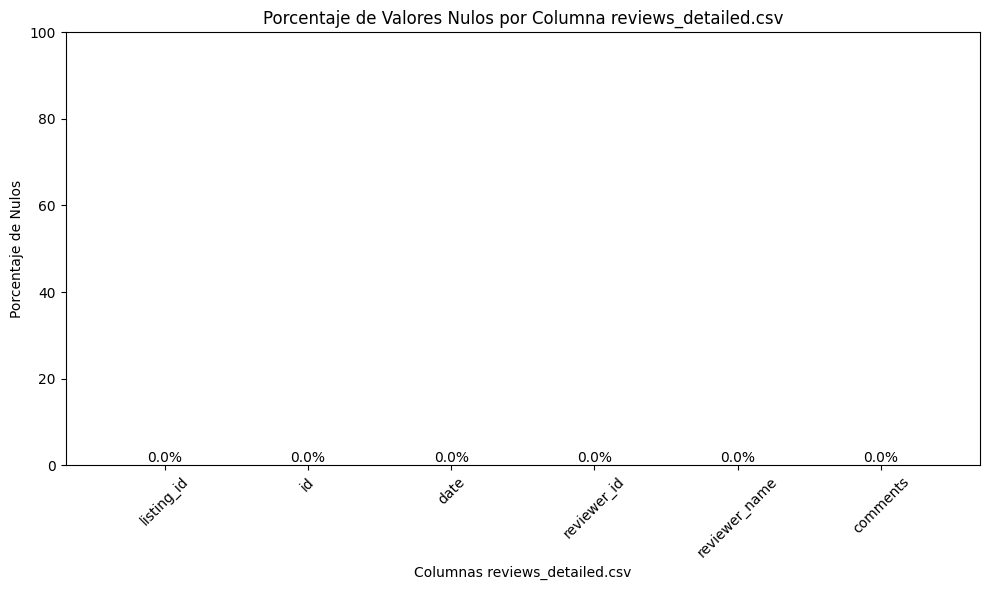 Porcentaje de Valores Nulos por Columna reviews_detailed.csv
100
80
60
40
20
0
Porcentaje de Nulos
0.0% 0.0% 0.0% 0.0% 0.0% 0.0%
listing_id id date reviewer_id reviewer_name comments
Columnas reviews_detailed.csv